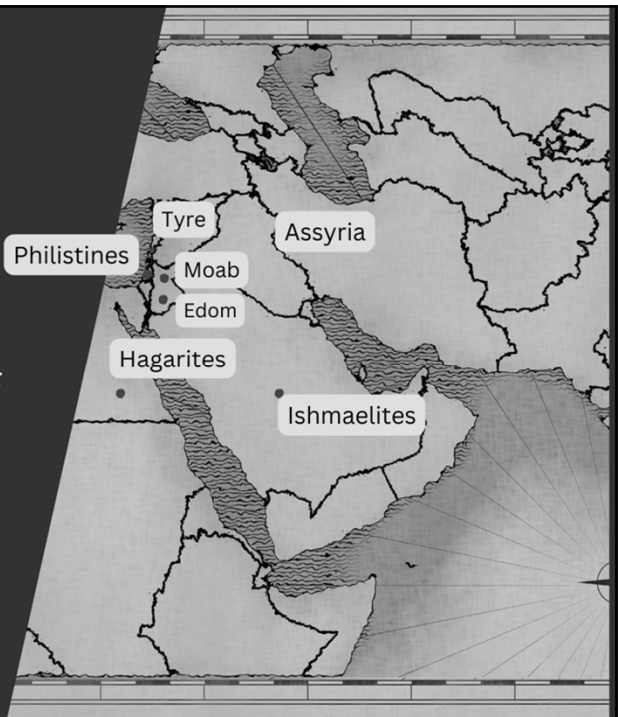 Tyre
Assyria
Philistines
Moab
Edom
Hagarites
Ishmaelites